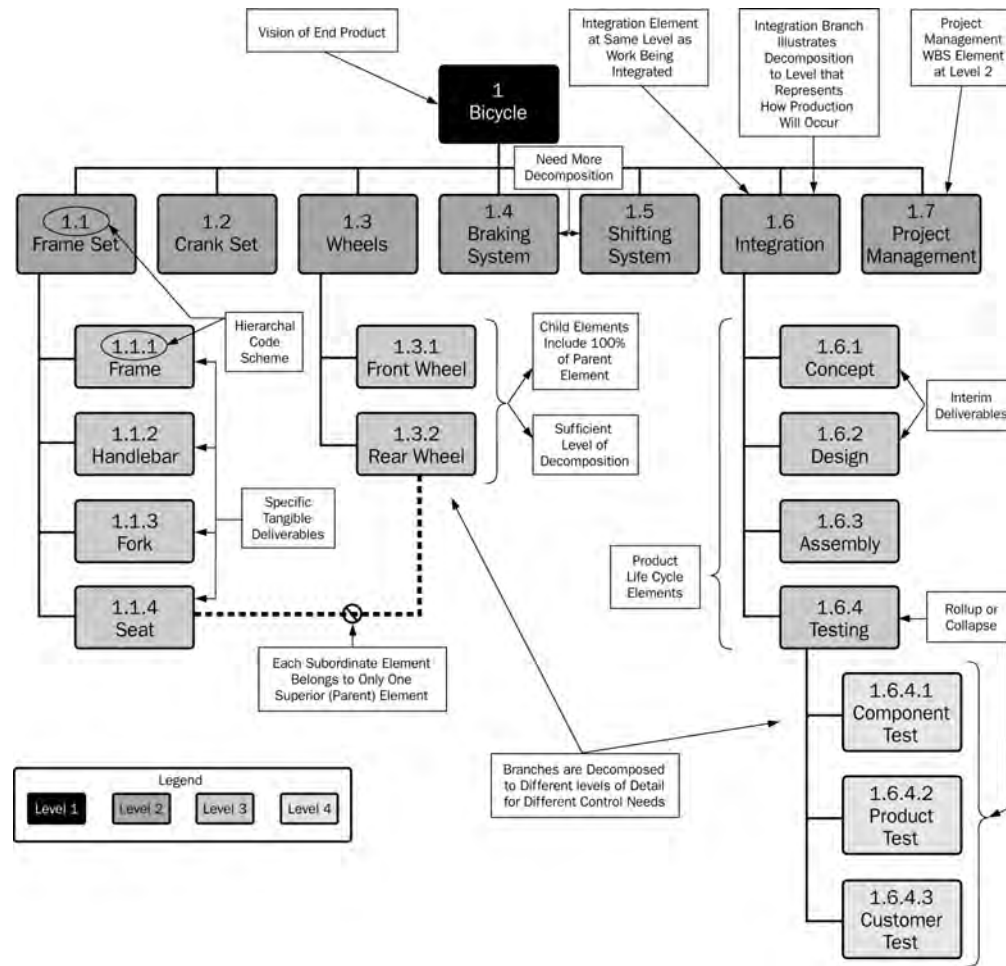 Vision of End Product
Integration Element
at Same Level as
Work Being
Integrated
Integration Branch
Illustrates
Decomposition
to Level that
Represents
How Production
Will Occur
Project
Management
WBS Element
at Level 2
1
Bicycle
Need More
Decomposition
1.1
Frame Set
1.2
Crank Set
1.3
Wheels
1.4
Braking
System
1.5
Shifting
System
1.6
Integration
1.7
Project
Management
1.1.1
Frame
1.1.2
Handlebar
1.1.3
Fork
1.1.4
Seat
Hierarchal
Code
Scheme
Specific
Tangible
Deliverables
1.3.1
Front Wheel
1.3.2
Rear Wheel
Child Elements
Include 100%
of Parent
Element
Sufficient
Level of
Decomposition
Each Subordinate Element
Belongs to Only One
Superior (Parent) Element
Product
Life Cycle
Elements
1.6.1
Concept
1.6.2
Design
1.6.3
Assembly
1.6.4
Testing
Interim
Deliverables
Rollup or
Collapse
1.6.4.1
Component
Test
1.6.4.2
Product
Test
1.6.4.3
Customer
Test
Branches are Decomposed
to Different levels of Detail
for Different Control Needs
Legend
Level 1
Level 2
Level 3
Level 4